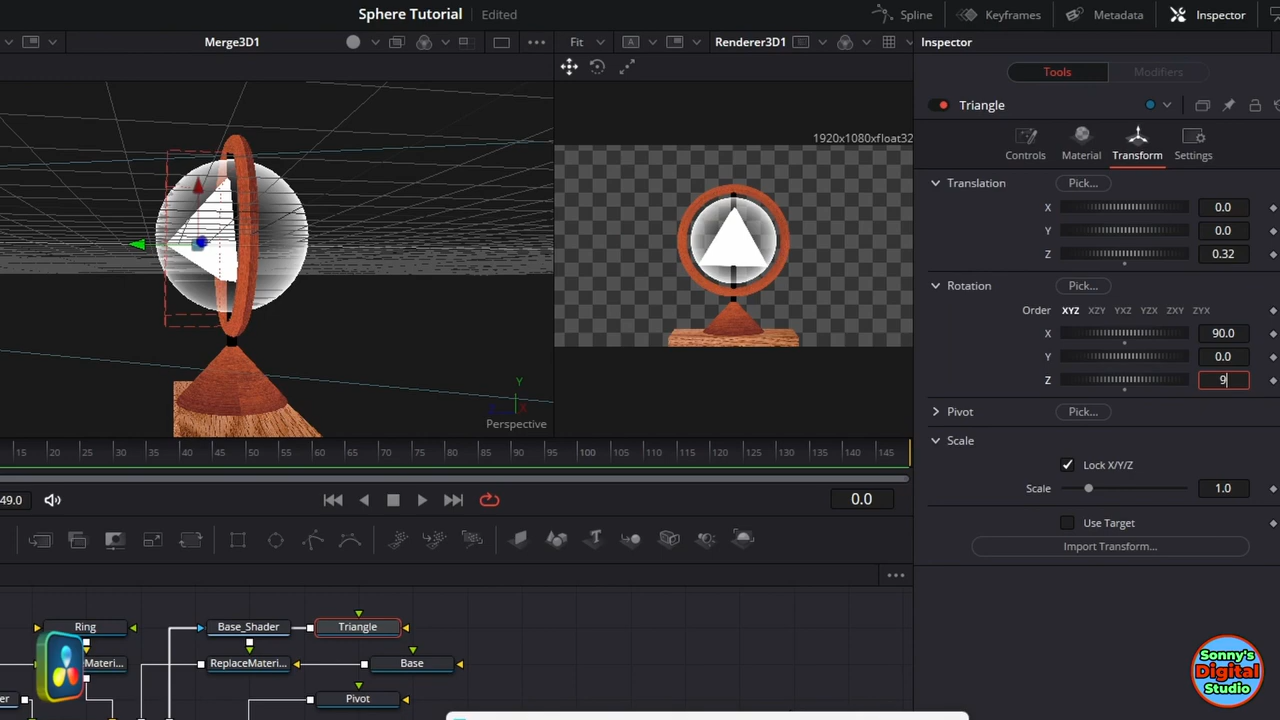 Sphere Tutorial Edited
Spline Keyframes Metadata Inspector
Merge3D1
Fit Renderer3D1
Inspector
Tools Modifiers
Triangle
1920x1080xfloat32
Controls Material Transform Settings
Translation Pick...
X 0.0
Y 0.0
Z 0.32
Rotation Pick...
Order XYZ XZY YXZ YZX ZXY ZYX
X 90.0
Y 0.0
Z 9
Y
X
Perspective
Pivot Pick...
Scale
Lock X/Y/Z
Scale 1.0
Use Target
Import Transform...
15 20 25 30 35 40 45 50 55 60 65 70 75 80 85 90 95 100 105 110 115 120 125 130 135 140 145
49.0 0.0
Ring Base_Shader Triangle
Materi... ReplaceMateri... Base
er Pivot
Sonny's
Digital
Studio